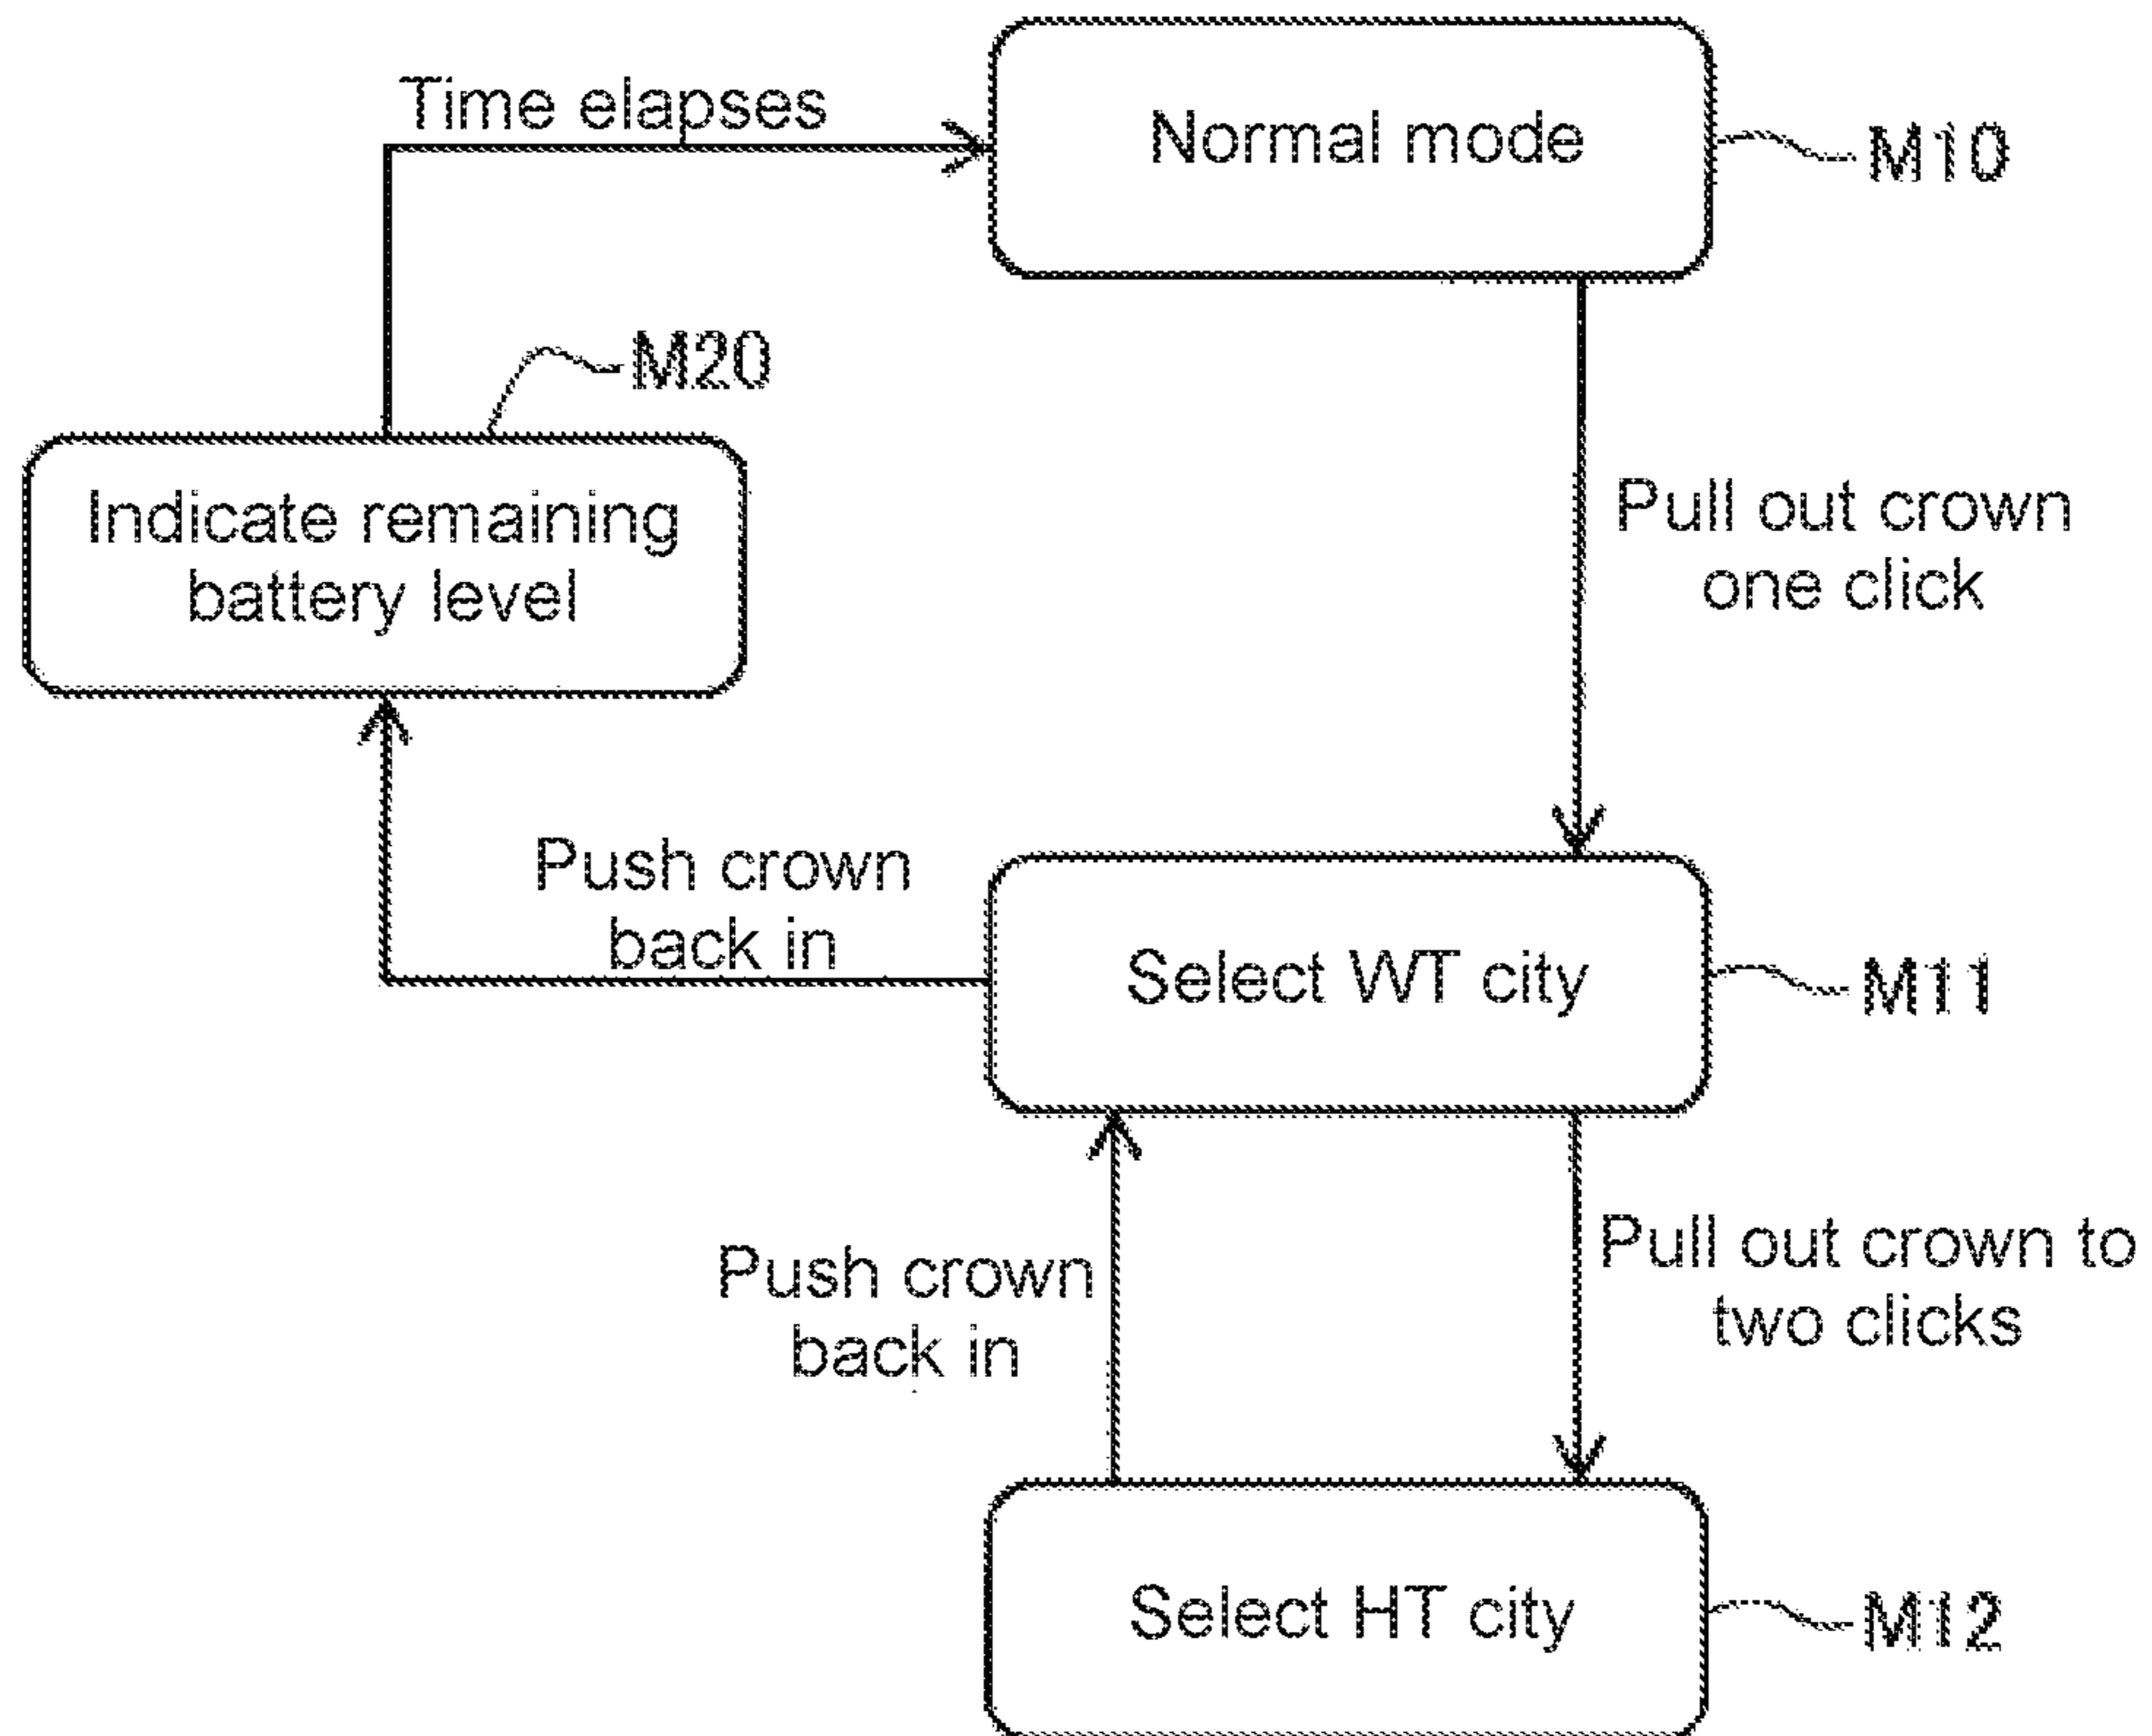 Time elapses
Normal mode
M10
M20
Indicate remaining
battery level
Pull out crown
one click
Push crown
back in
Select WT city
M11
Push crown
back in
Pull out crown to
two clicks
Select HT city
M12